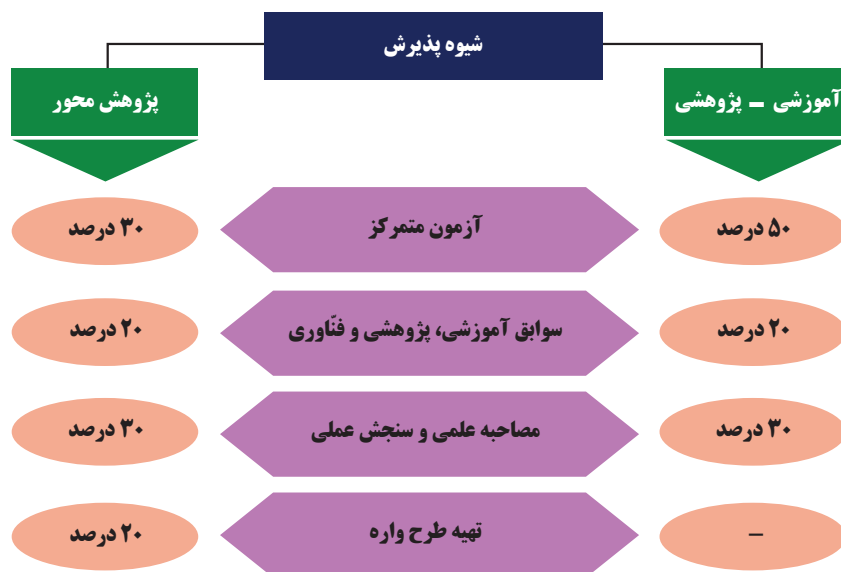 شیوه پذیرش
آموزشی ـ پژوهشی
پژوهش محور
۵۰ درصد
آزمون متمرکز
۳۰ درصد
۲۰ درصد
سوابق آموزشی، پژوهشی و فنّاوری
۲۰ درصد
۳۰ درصد
مصاحبه علمی و سنجش عملی
۳۰ درصد
–
تهیه طرح واره
۲۰ درصد